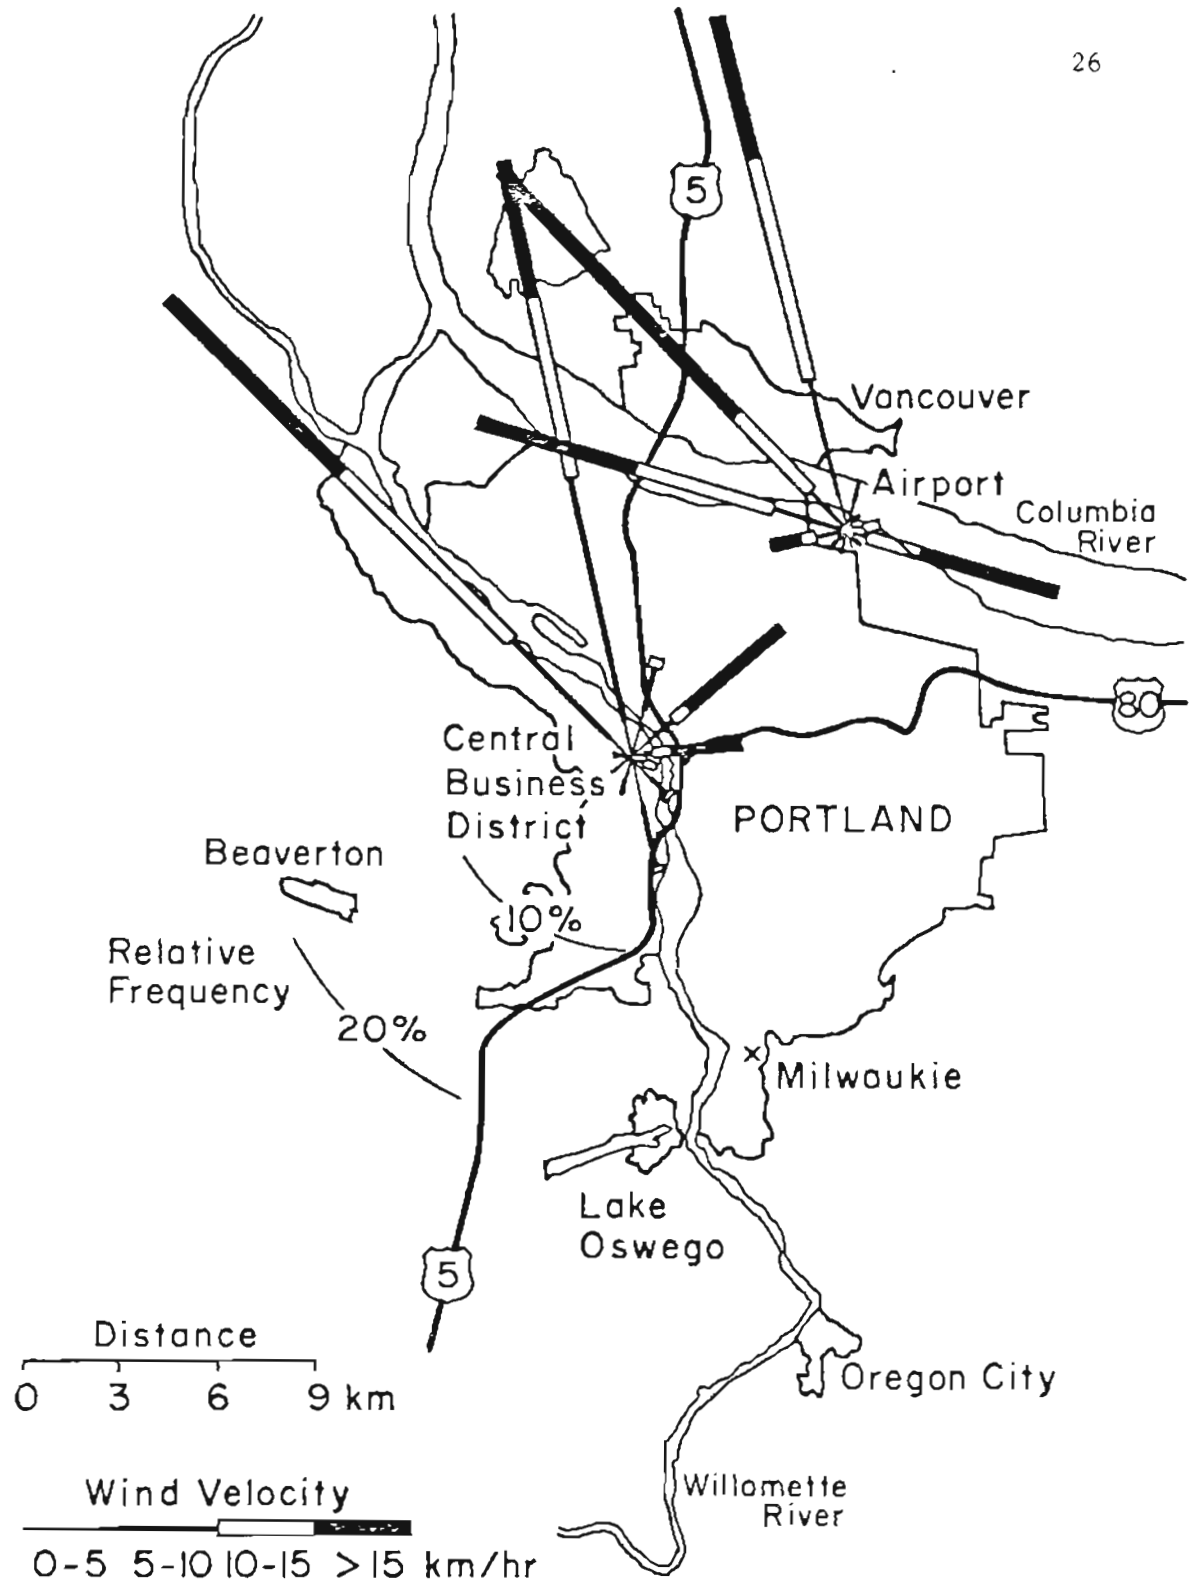 26
5
Vancouver
Airport
Columbia
River
80
Central
Business
District
PORTLAND
Beaverton
10%
Relative
Frequency
20%
Milwaukie
Lake
Oswego
5
Distance
0 3 6 9 km
Oregon City
Wind Velocity
Willamette
River
0-5 5-10 10-15 >15 km/hr